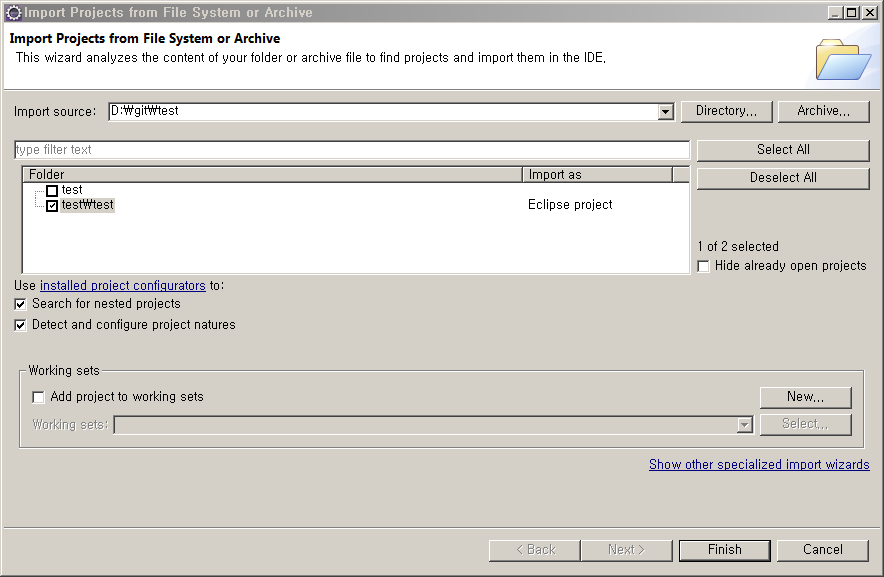 Import Projects from File System or Archive
Import Projects from File System or Archive
This wizard analyzes the content of your folder or archive file to find projects and import them in the IDE.
Import source: D:₩git₩test Directory... Archive...
type filter text Select All
Folder Import as Deselect All
test
test₩test Eclipse project
1 of 2 selected
Hide already open projects
Use installed project configurators to:
Search for nested projects
Detect and configure project natures
Working sets
Add project to working sets New...
Working sets: Select...
Show other specialized import wizards
< Back Next > Finish Cancel